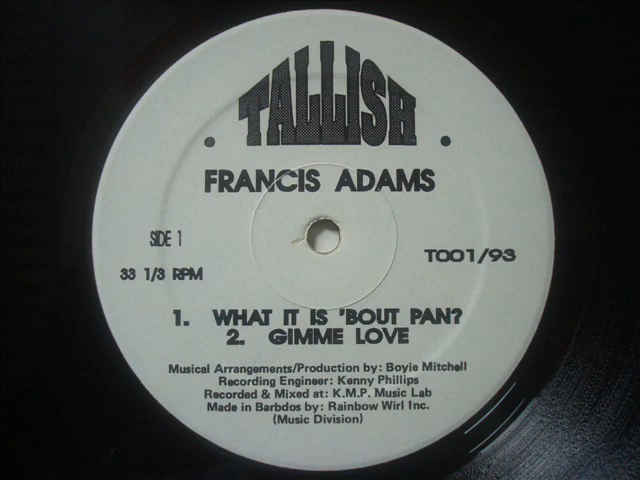 TALLISH
FRANCIS ADAMS
SIDE 1
33 1/3 RPM
T001/93
1. WHAT IT IS 'BOUT PAN?
2. GIMME LOVE
Musical Arrangements/Production by: Boyie Mitchell
Recording Engineer: Kenny Phillips
Recorded & Mixed at: K.M.P. Music Lab
Made in Barbdos by: Rainbow Wirl Inc.
(Music Division)